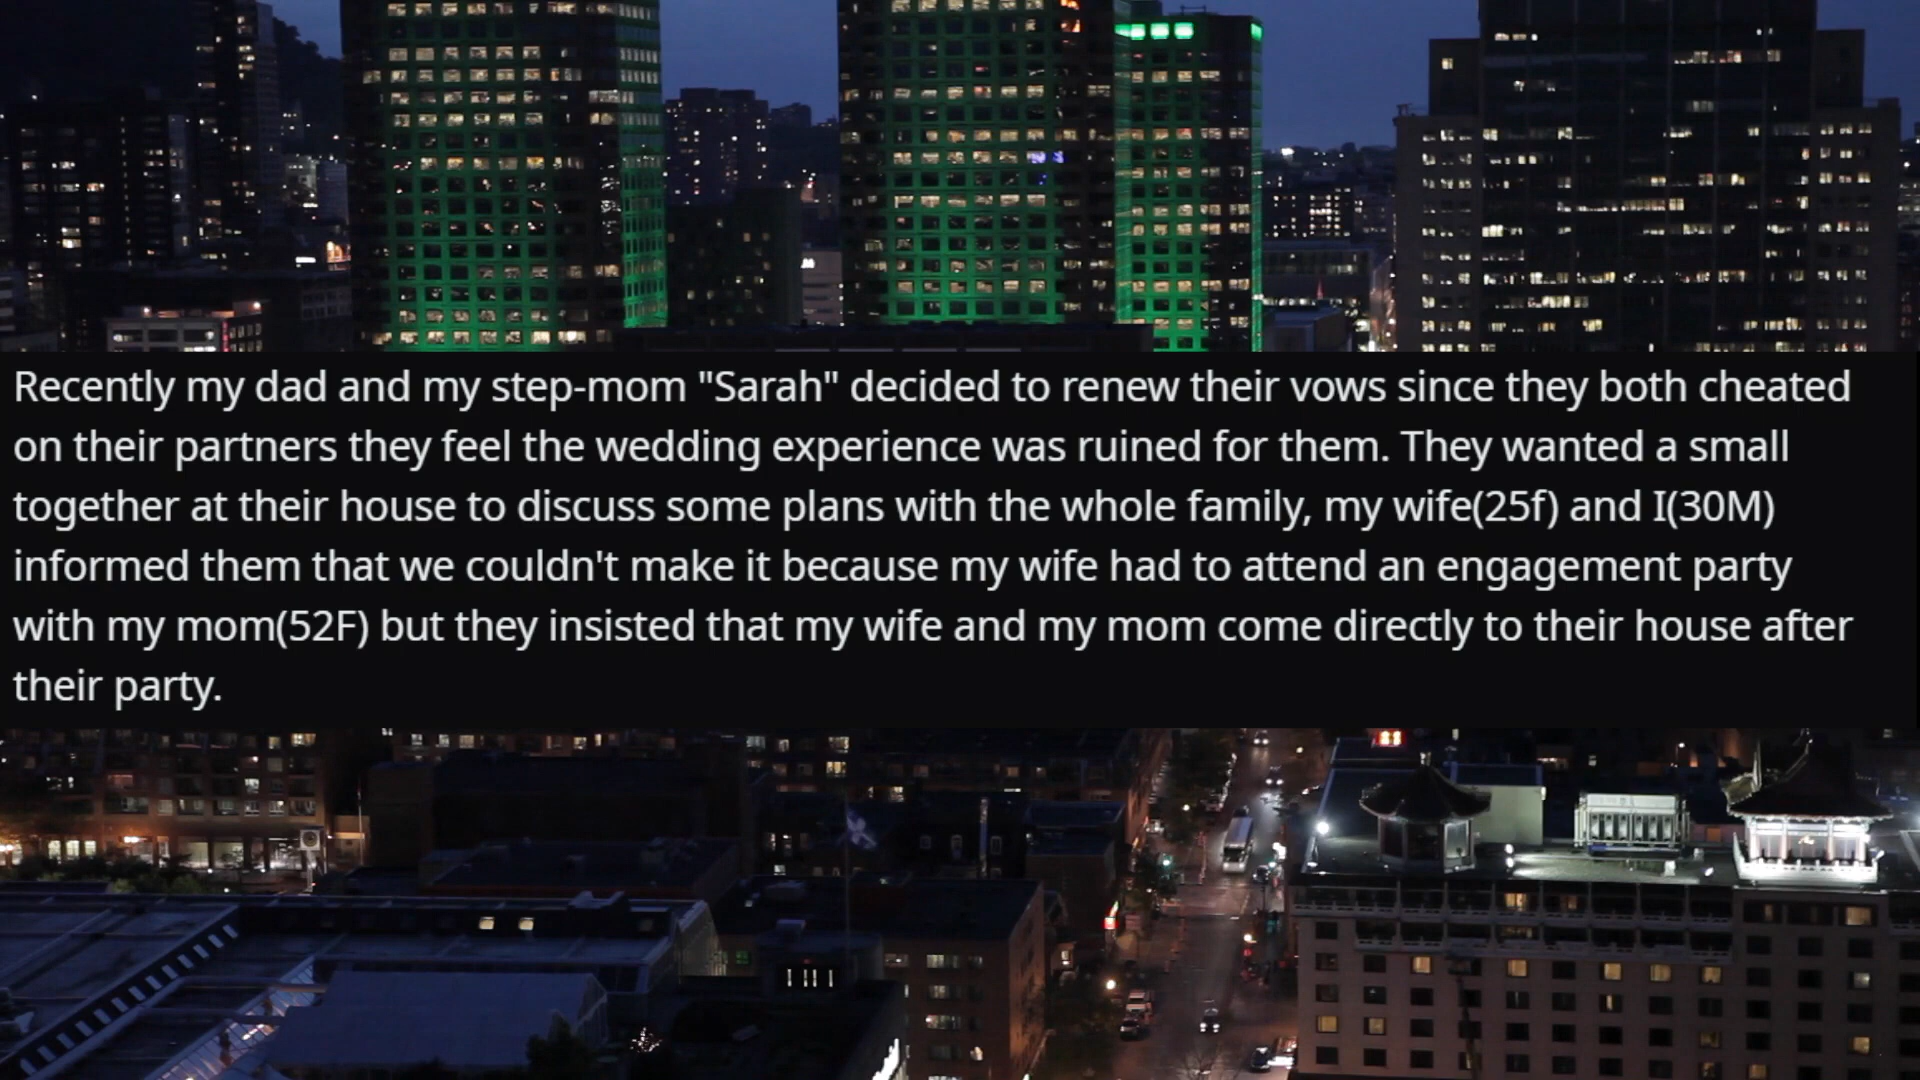 Recently my dad and my step-mom "Sarah" decided to renew their vows since they both cheated
on their partners they feel the wedding experience was ruined for them. They wanted a small
together at their house to discuss some plans with the whole family, my wife(25f) and I(30M)
informed them that we couldn't make it because my wife had to attend an engagement party
with my mom(52F) but they insisted that my wife and my mom come directly to their house after
their party.